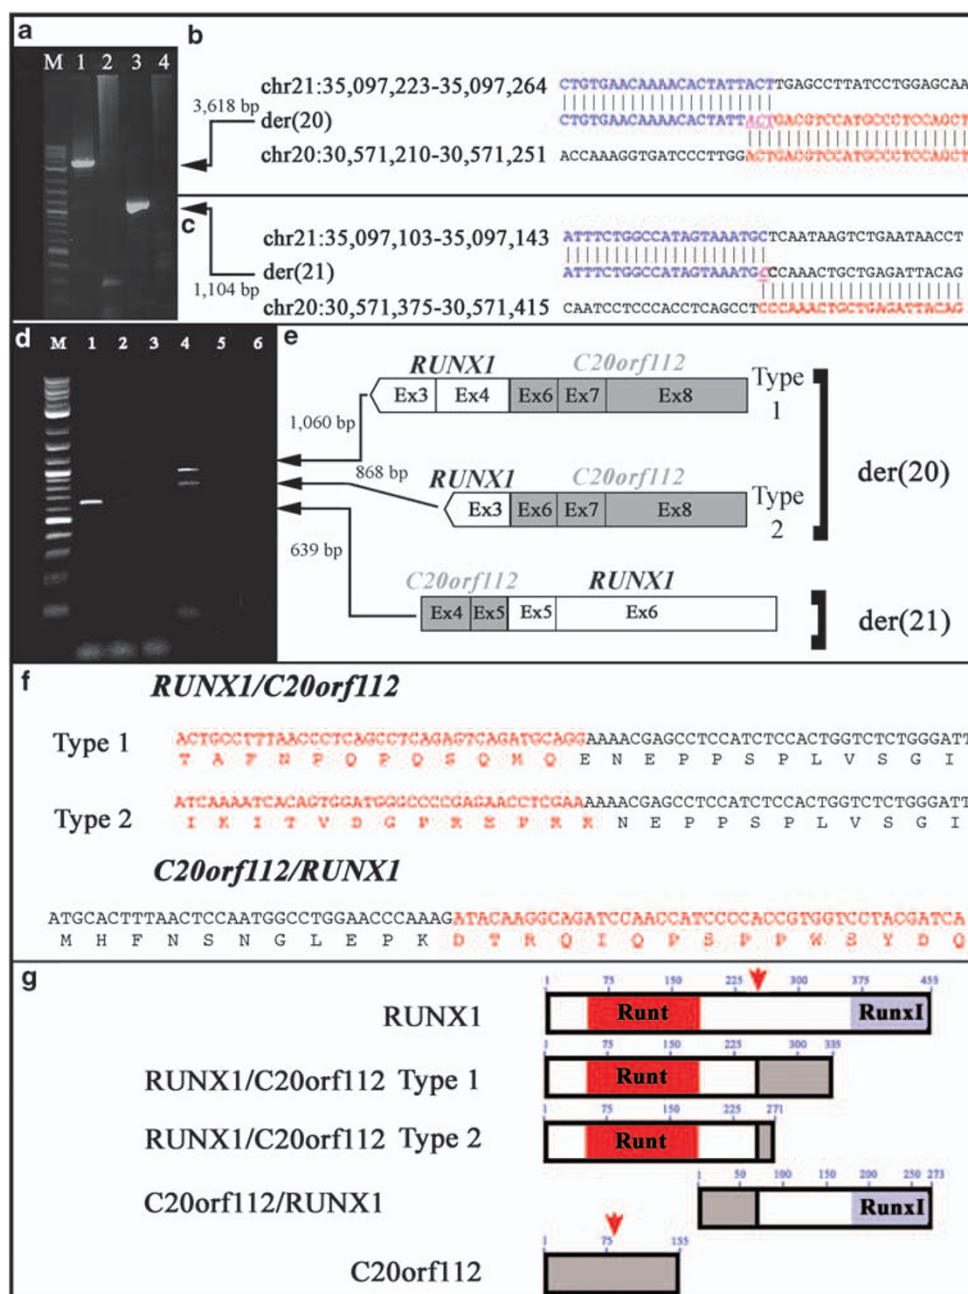 a
M 1 2 3 4
3,618 bp
1,104 bp
b
chr21:35,097,223-35,097,264 CTGTGAACAAAACACTATTACTTGAGCCTTATCCTGGAGCAA
der(20) CTGTGAACAAAACACTATTACTGACGTCCATGCCCTCCAGCT
chr20:30,571,210-30,571,251 ACCAAAGGTGATCCCTTGGACTGACGTCCATGCCCTCCAGCT
c
chr21:35,097,103-35,097,143 ATTTCTGGCCATAGTAAATGCTCAATAAGTCTGAATAACCT
der(21) ATTTCTGGCCATAGTAAATGCCCAAACTGCTGAGATTACAG
chr20:30,571,375-30,571,415 CAATCCTCCCACCTCAGCCTCCCAAACTGCTGAGATTACAG
d
M 1 2 3 4 5 6
1,060 bp
868 bp
639 bp
e
RUNX1 C20orf112
Ex3 Ex4 Ex6 Ex7 Ex8
Type 1
RUNX1 C20orf112
Ex3 Ex6 Ex7 Ex8
Type 2
der(20)
C20orf112 RUNX1
Ex4 Ex5 Ex5 Ex6
der(21)
f
RUNX1/C20orf112
Type 1 ACTGCCTTTAACCCTCAGCCTCAGAGTCAGATGCAGGAAAACGAGCCTCCATCTCCACTGGTCTCTGGGATT
T A F N P Q P Q S Q M Q E N E P P S P L V S G I
Type 2 ATCAAAATCACAGTGGATGGGCCCCGAGAACCTCGAAAAAACGAGCCTCCATCTCCACTGGTCTCTGGGATT
I K I T V D G P R E P R K N E P P S P L V S G I
C20orf112/RUNX1
ATGCACTTTAACTCCAATGGCCTGGAACCCAAAGATACAAGGCAGATCCAACCATCCCCACCGTGGTCCTACGATCA
M H F N S N G L E P K D T R Q I Q P S P P W S Y D Q
g
1 75 150 225 300 375 453
RUNX1 Runt RunxI
1 75 150 225 300 335
RUNX1/C20orf112 Type 1 Runt
1 75 150 225 271
RUNX1/C20orf112 Type 2 Runt
1 50 100 150 200 250 273
C20orf112/RUNX1 RunxI
1 75 155
C20orf112